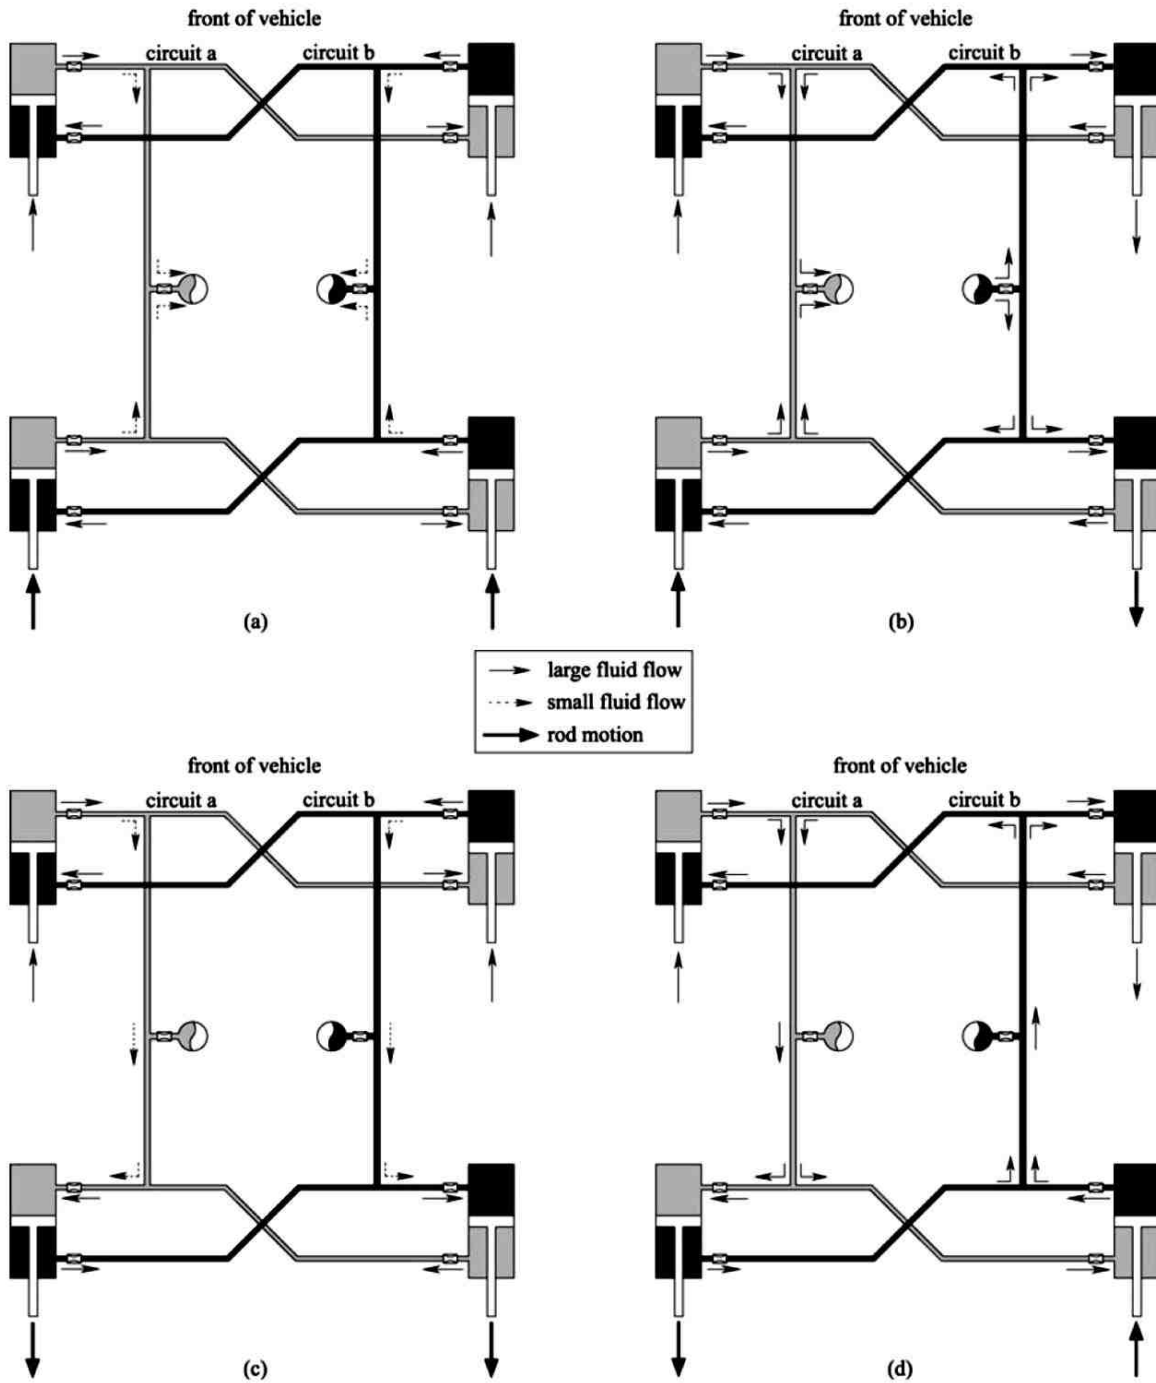 front of vehicle
circuit a circuit b
(a)
front of vehicle
circuit a circuit b
(b)
large fluid flow
small fluid flow
rod motion
front of vehicle
circuit a circuit b
(c)
front of vehicle
circuit a circuit b
(d)